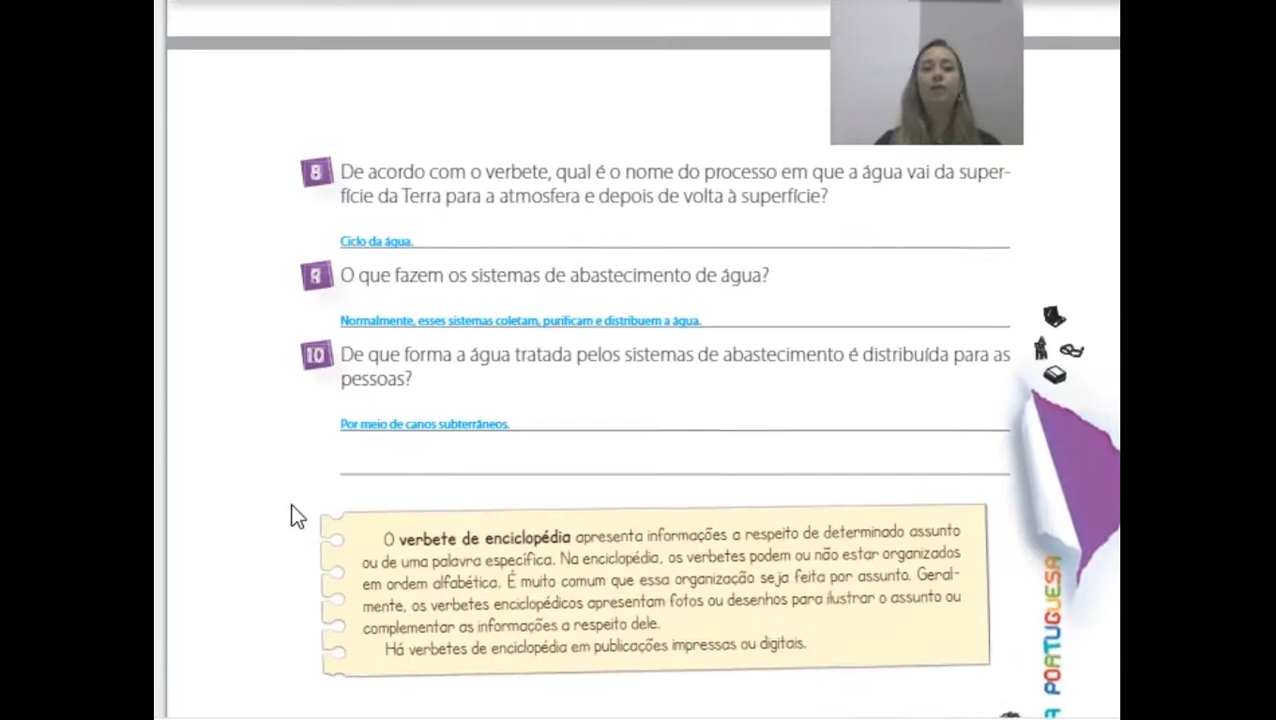 8 De acordo com o verbete, qual é o nome do processo em que a água vai da super-
fície da Terra para a atmosfera e depois de volta à superfície?
Ciclo da água.
9 O que fazem os sistemas de abastecimento de água?
Normalmente, esses sistemas coletam, purificam e distribuem a água.
10 De que forma a água tratada pelos sistemas de abastecimento é distribuída para as
pessoas?
Por meio de canos subterrâneos.
O verbete de enciclopédia apresenta informações a respeito de determinado assunto
ou de uma palavra específica. Na enciclopédia, os verbetes podem ou não estar organizados
em ordem alfabética. É muito comum que essa organização seja feita por assunto. Geral-
mente, os verbetes enciclopédicos apresentam fotos ou desenhos para ilustrar o assunto ou
complementar as informações a respeito dele.
Há verbetes de enciclopédia em publicações impressas ou digitais.
A PORTUGUESA